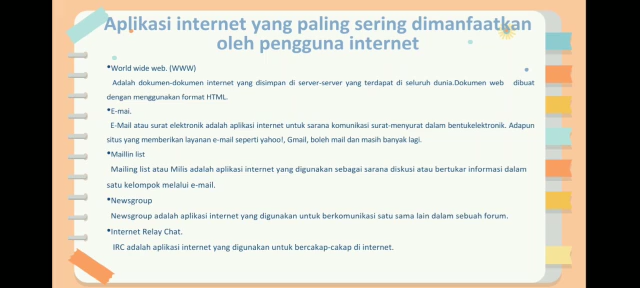 Aplikasi internet yang paling sering dimanfaatkan
oleh pengguna internet
•World wide web. (WWW)
Adalah dokumen-dokumen internet yang disimpan di server-server yang terdapat di seluruh dunia.Dokumen web dibuat
dengan menggunakan format HTML.
•E-mai.
E-Mail atau surat elektronik adalah aplikasi internet untuk sarana komunikasi surat-menyurat dalam bentukelektronik. Adapun
situs yang memberikan layanan e-mail seperti yahoo!, Gmail, boleh mail dan masih banyak lagi.
•Maillin list
Mailing list atau Milis adalah aplikasi internet yang digunakan sebagai sarana diskusi atau bertukar informasi dalam
satu kelompok melalui e-mail.
•Newsgroup
Newsgroup adalah aplikasi internet yang digunakan untuk berkomunikasi satu sama lain dalam sebuah forum.
•Internet Relay Chat.
IRC adalah aplikasi internet yang digunakan untuk bercakap-cakap di internet.